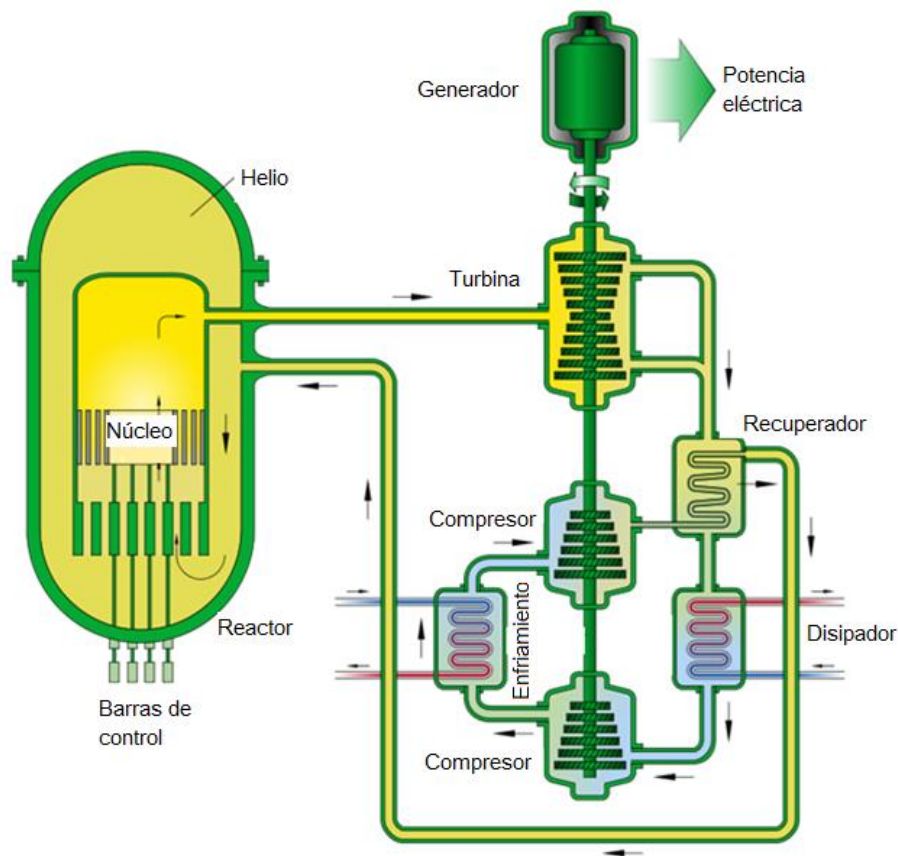 Generador
Potencia
eléctrica
Helio
Turbina
Núcleo
Recuperador
Compresor
Enfriamiento
Reactor
Disipador
Barras de
control
Compresor